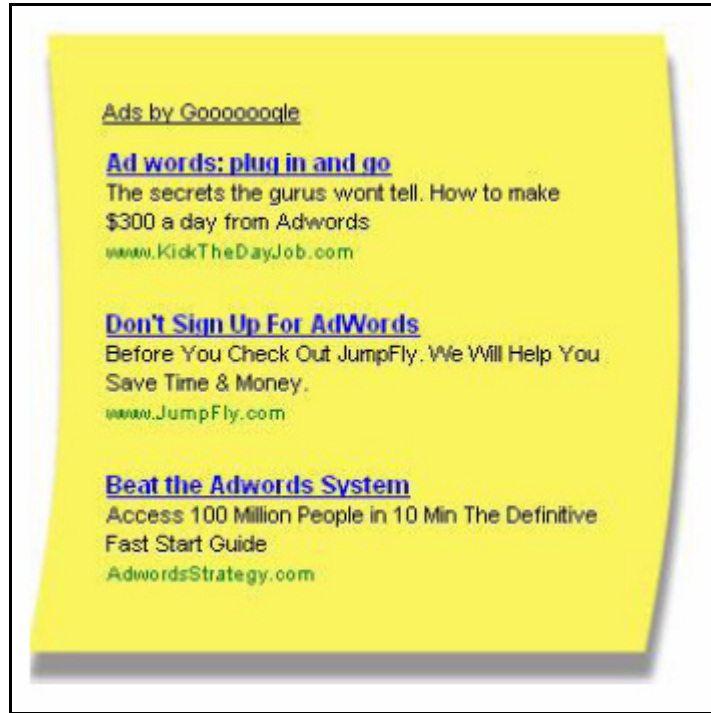 Ads by Goooooogle
Ad words: plug in and go
The secrets the gurus wont tell. How to make
$300 a day from Adwords
www.KickTheDayJob.com
Don't Sign Up For AdWords
Before You Check Out JumpFly. We Will Help You
Save Time & Money.
www.JumpFly.com
Beat the Adwords System
Access 100 Million People in 10 Min The Definitive
Fast Start Guide
AdwordsStrategy.com